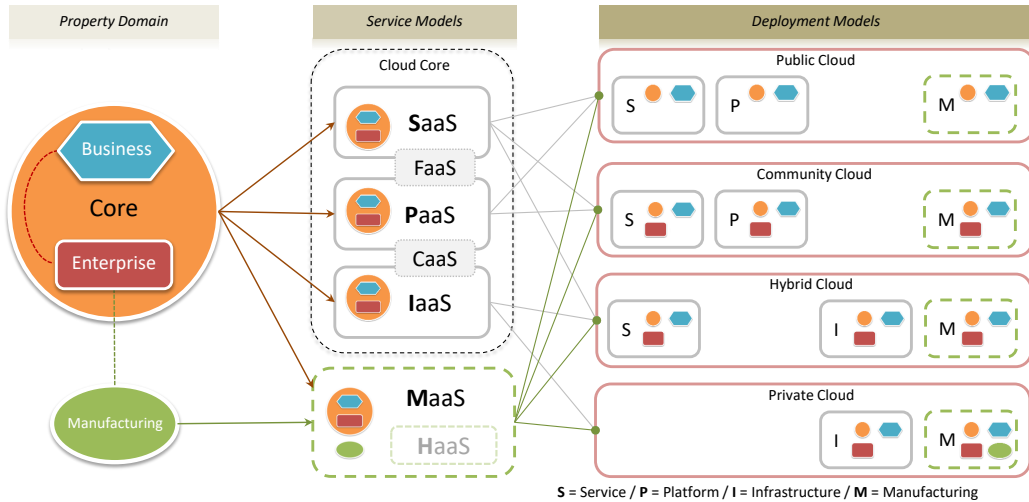 Property Domain
Service Models
Deployment Models
Business
Core
Enterprise
Manufacturing
Cloud Core
SaaS
FaaS
PaaS
CaaS
IaaS
MaaS
HaaS
Public Cloud
S
P
M
Community Cloud
S
P
M
Hybrid Cloud
S
I
M
Private Cloud
I
M
S = Service / P = Platform / I = Infrastructure / M = Manufacturing